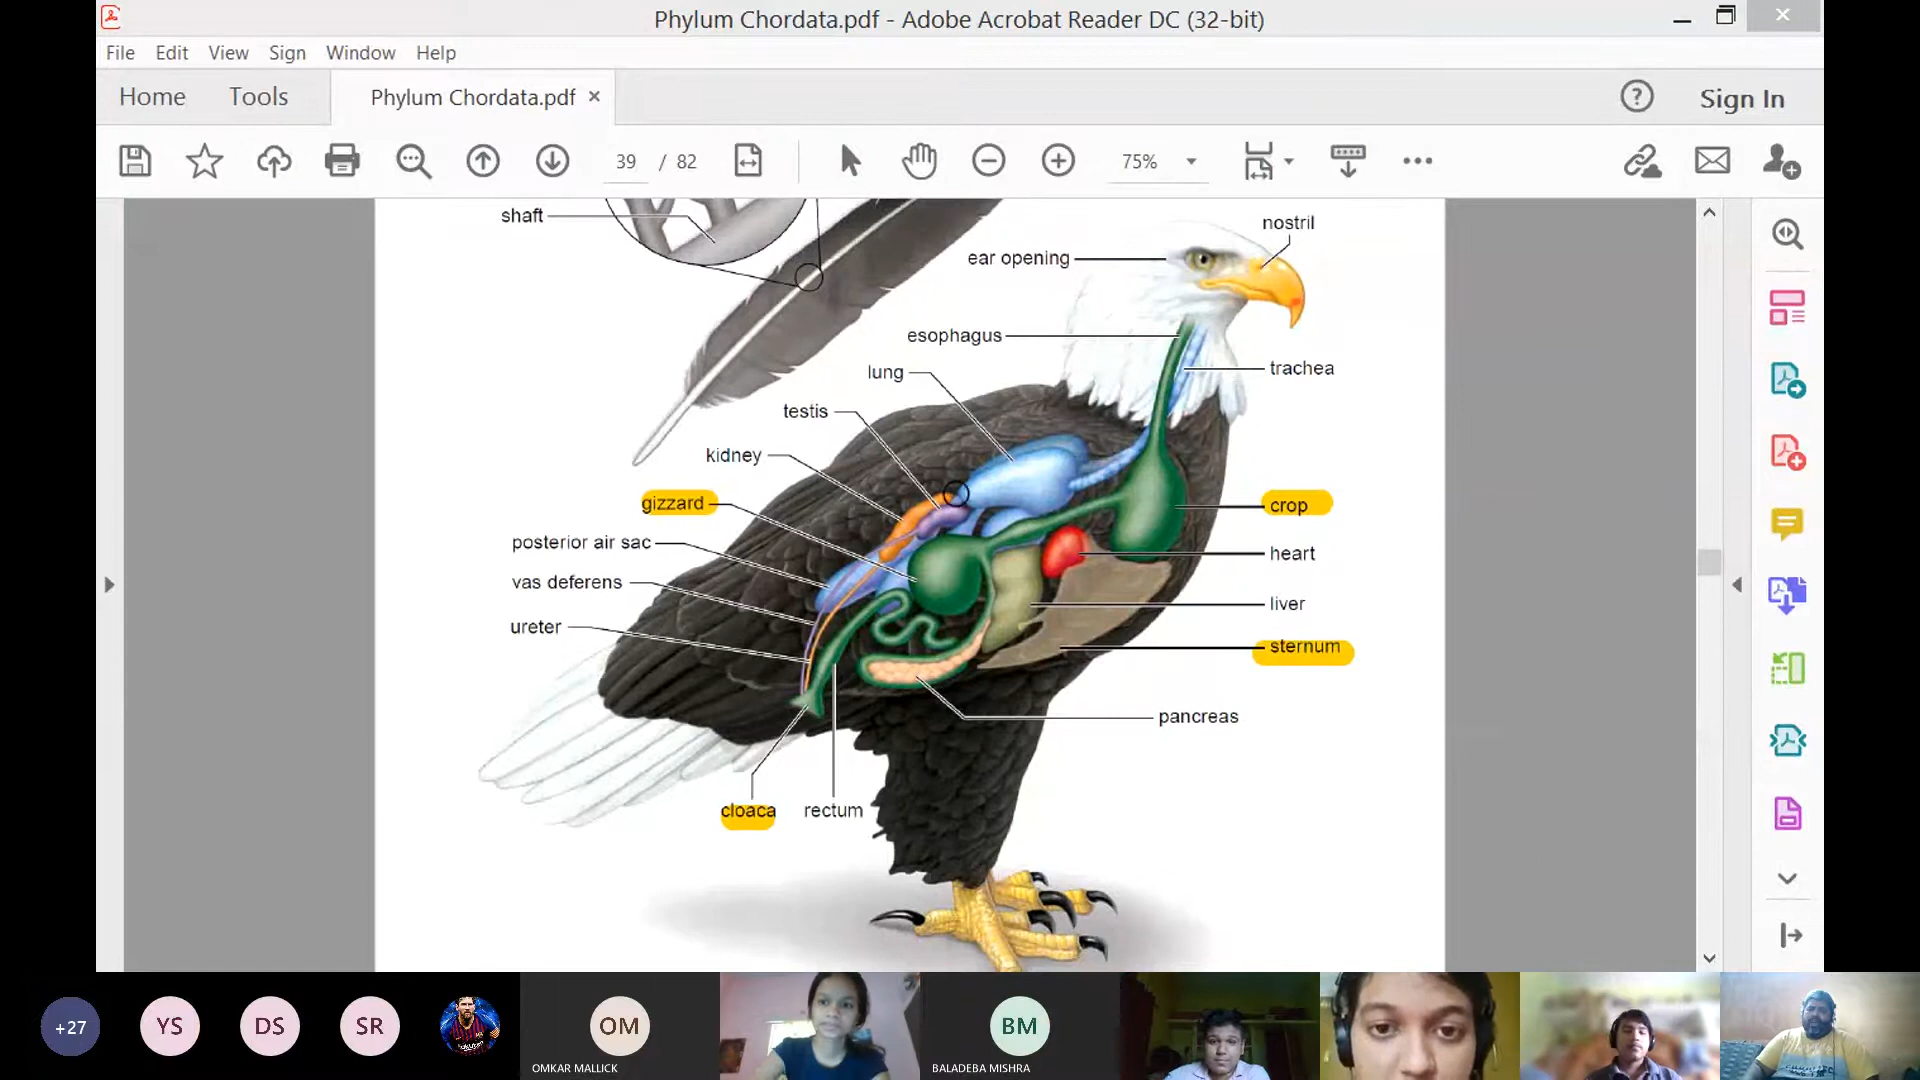 Phylum Chordata.pdf - Adobe Acrobat Reader DC (32-bit)
File Edit View Sign Window Help
Home Tools Phylum Chordata.pdf × ? Sign In
39 / 82 75%
shaft
nostril
ear opening
esophagus
lung
trachea
testis
kidney
gizzard
crop
posterior air sac
heart
vas deferens
liver
ureter
sternum
pancreas
cloaca
rectum
+27 YS DS SR OM BM
OMKAR MALLICK
BALADEBA MISHRA